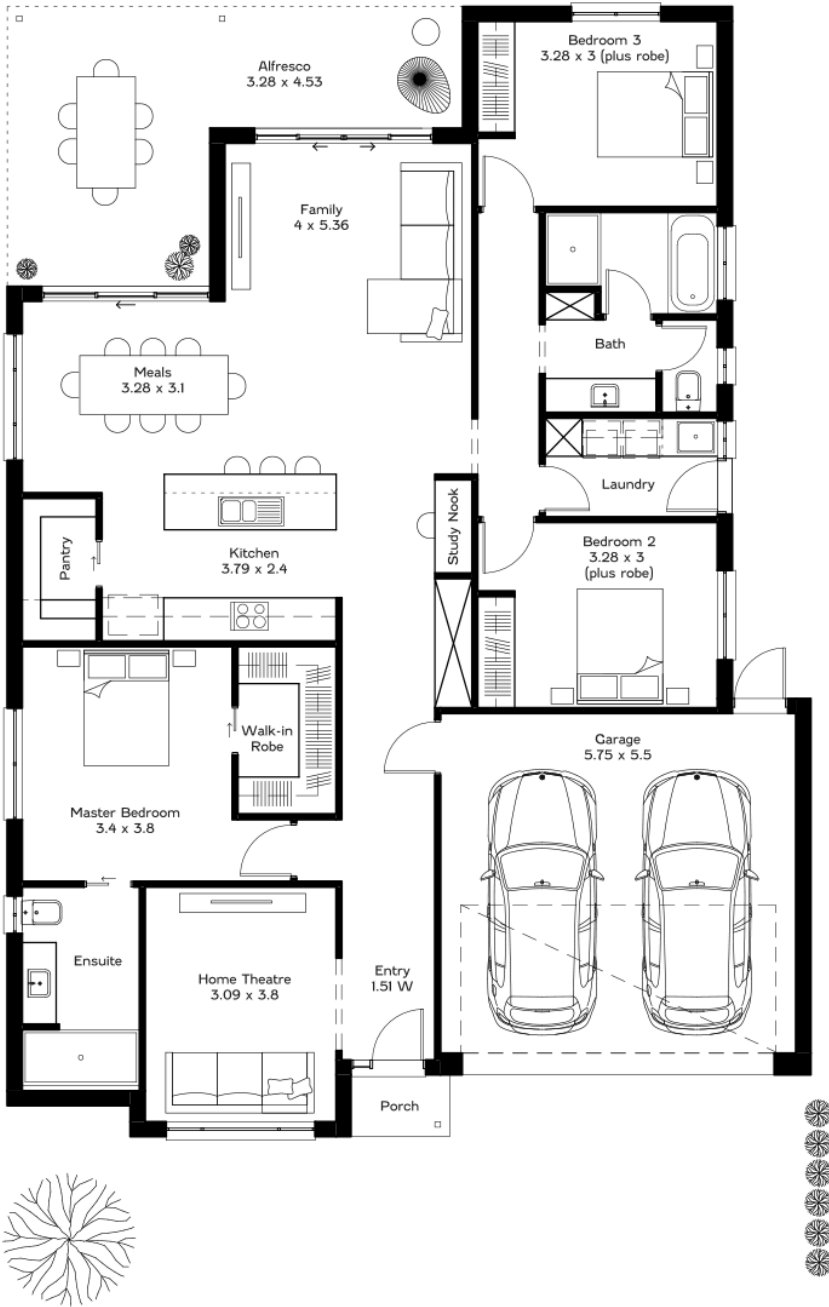 Bedroom 3
3.28 x 3 (plus robe)
Alfresco
3.28 x 4.53
Family
4 x 5.36
Bath
Meals
3.28 x 3.1
Laundry
Study Nook
Bedroom 2
3.28 x 3
(plus robe)
Kitchen
3.79 x 2.4
Pantry
Walk-in
Robe
Garage
5.75 x 5.5
Master Bedroom
3.4 x 3.8
Ensuite
Home Theatre
3.09 x 3.8
Entry
1.51 W
Porch